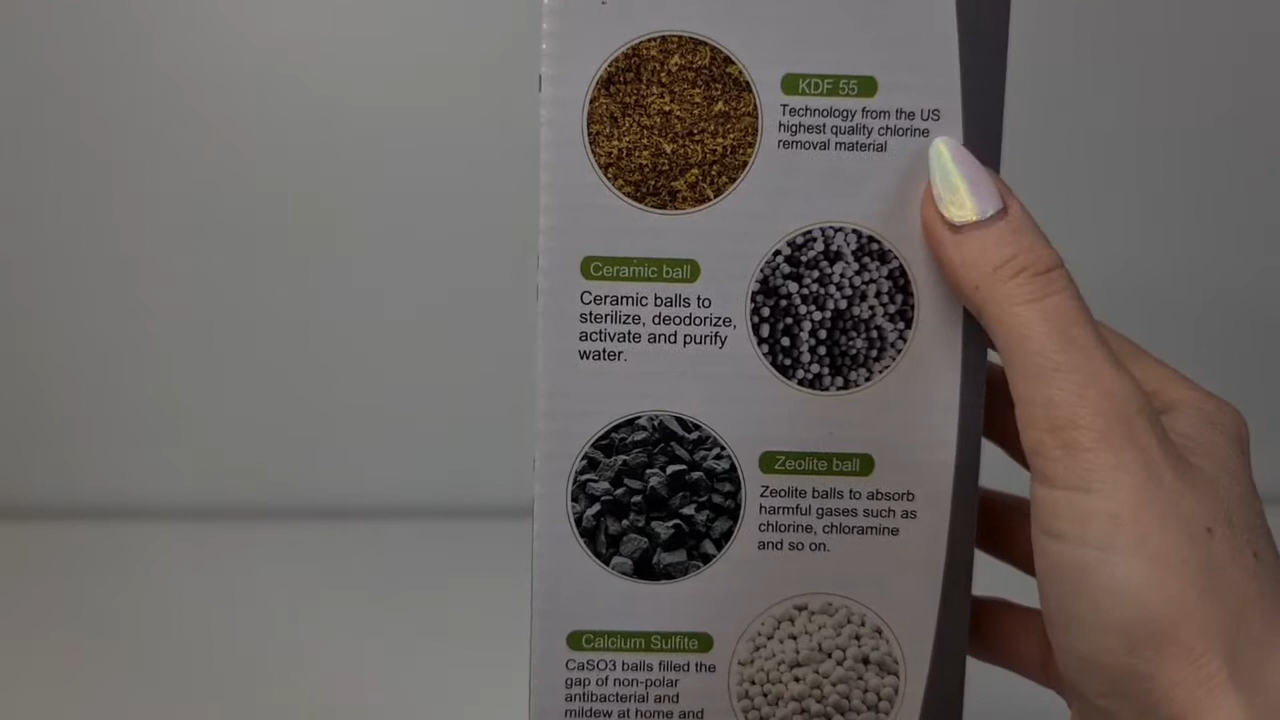 KDF 55
Technology from the US
highest quality chlorine
removal material
Ceramic ball
Ceramic balls to
sterilize, deodorize,
activate and purify
water.
Zeolite ball
Zeolite balls to absorb
harmful gases such as
chlorine, chloramine
and so on.
Calcium Sulfite
CaSO3 balls filled the
gap of non-polar
antibacterial and
mildew at home and